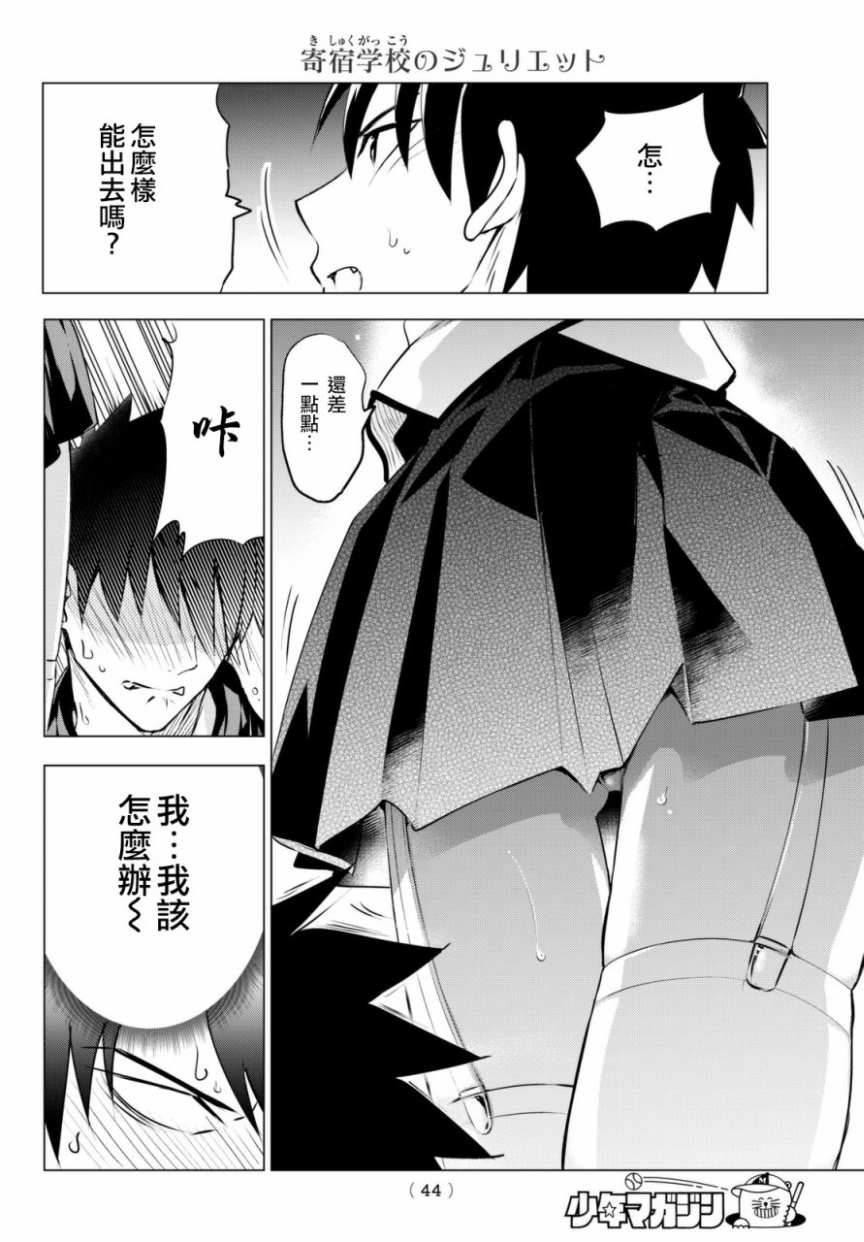 き しゅく がっ こう
寄宿学校のジュリエット
怎…
怎麼樣
能出去嗎？
還差
一點點…
咔
我…我該
怎麼辦～
（44）
少年マガジン
M